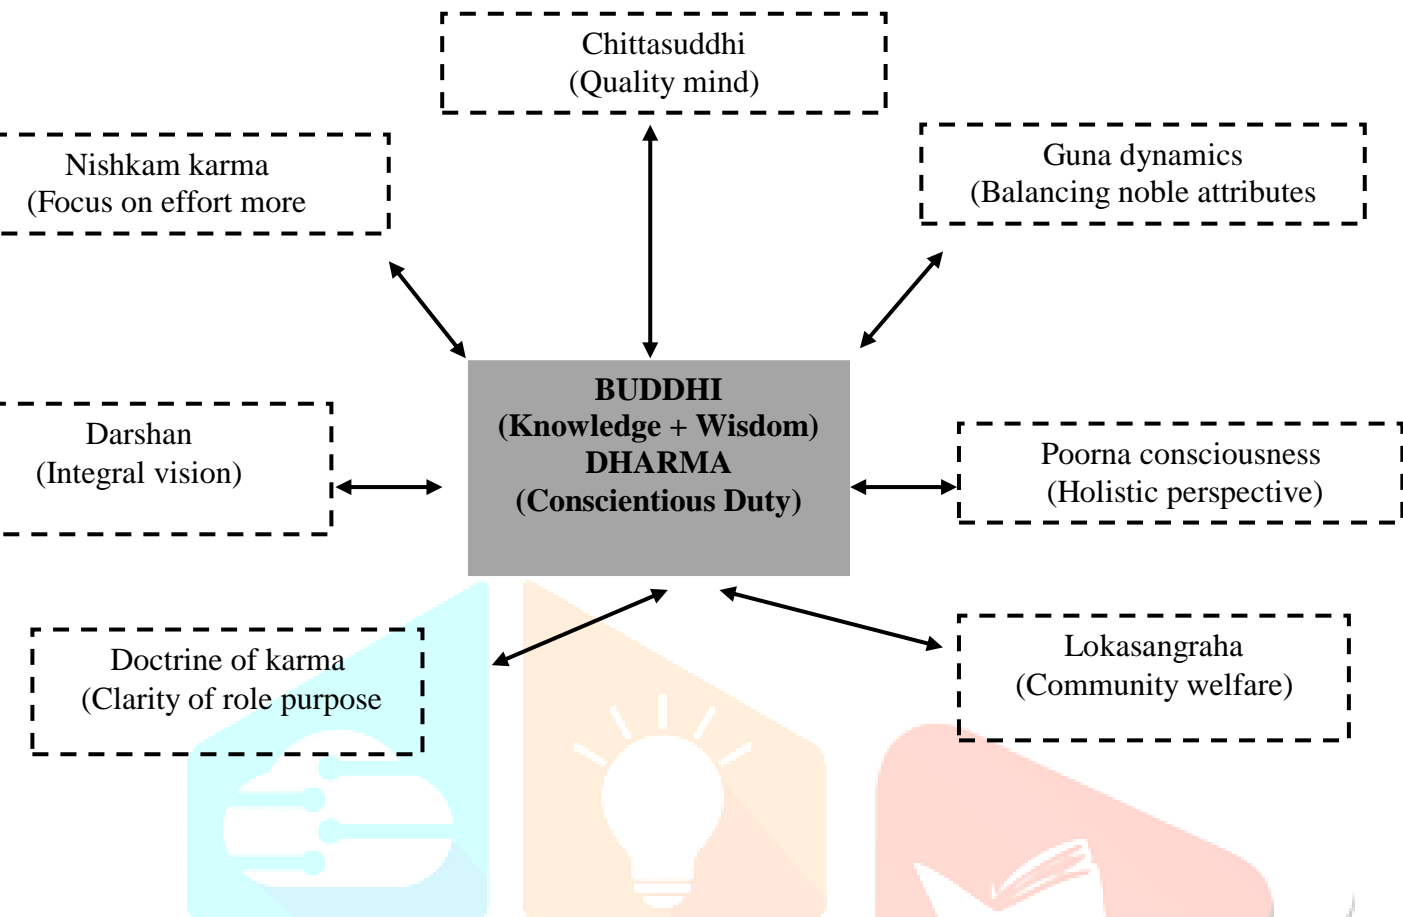 Chittasuddhi
(Quality mind)
Nishkam karma
(Focus on effort more
Guna dynamics
(Balancing noble attributes
BUDDHI
(Knowledge + Wisdom)
DHARMA
(Conscientious Duty)
Darshan
(Integral vision)
Poorna consciousness
(Holistic perspective)
Doctrine of karma
(Clarity of role purpose
Lokasangraha
(Community welfare)